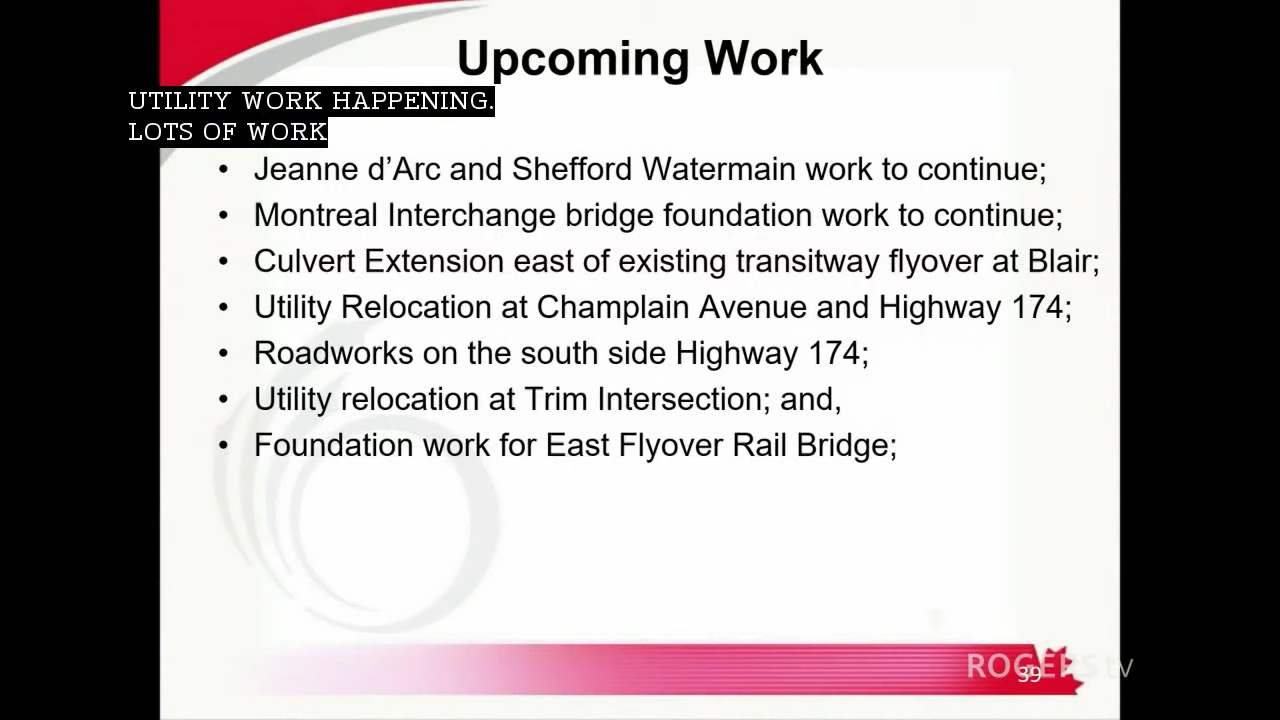 Upcoming Work
UTILITY WORK HAPPENING.
LOTS OF WORK
• Jeanne d’Arc and Shefford Watermain work to continue;
• Montreal Interchange bridge foundation work to continue;
• Culvert Extension east of existing transitway flyover at Blair;
• Utility Relocation at Champlain Avenue and Highway 174;
• Roadworks on the south side Highway 174;
• Utility relocation at Trim Intersection; and,
• Foundation work for East Flyover Rail Bridge;
ROGERS tv
39